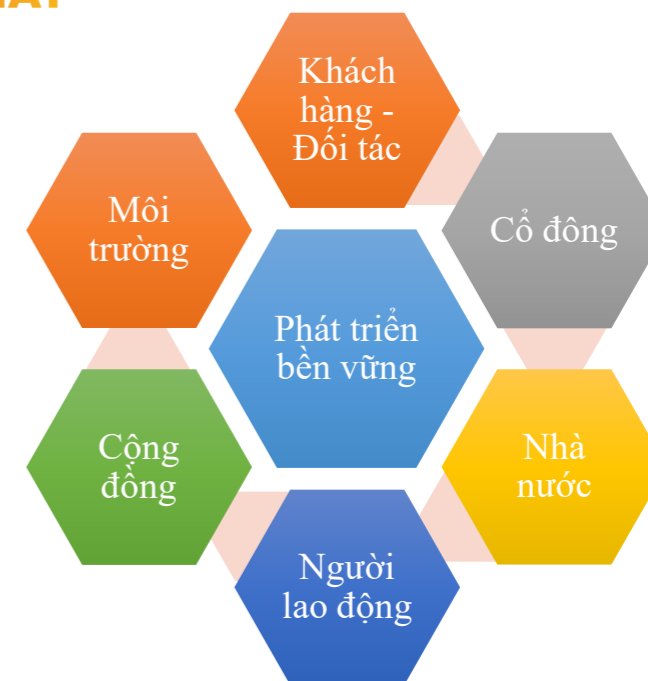 Khách
hàng -
Đối tác
Cổ đông
Nhà
nước
Người
lao động
Cộng
đồng
Môi
trường
Phát triển
bền vững